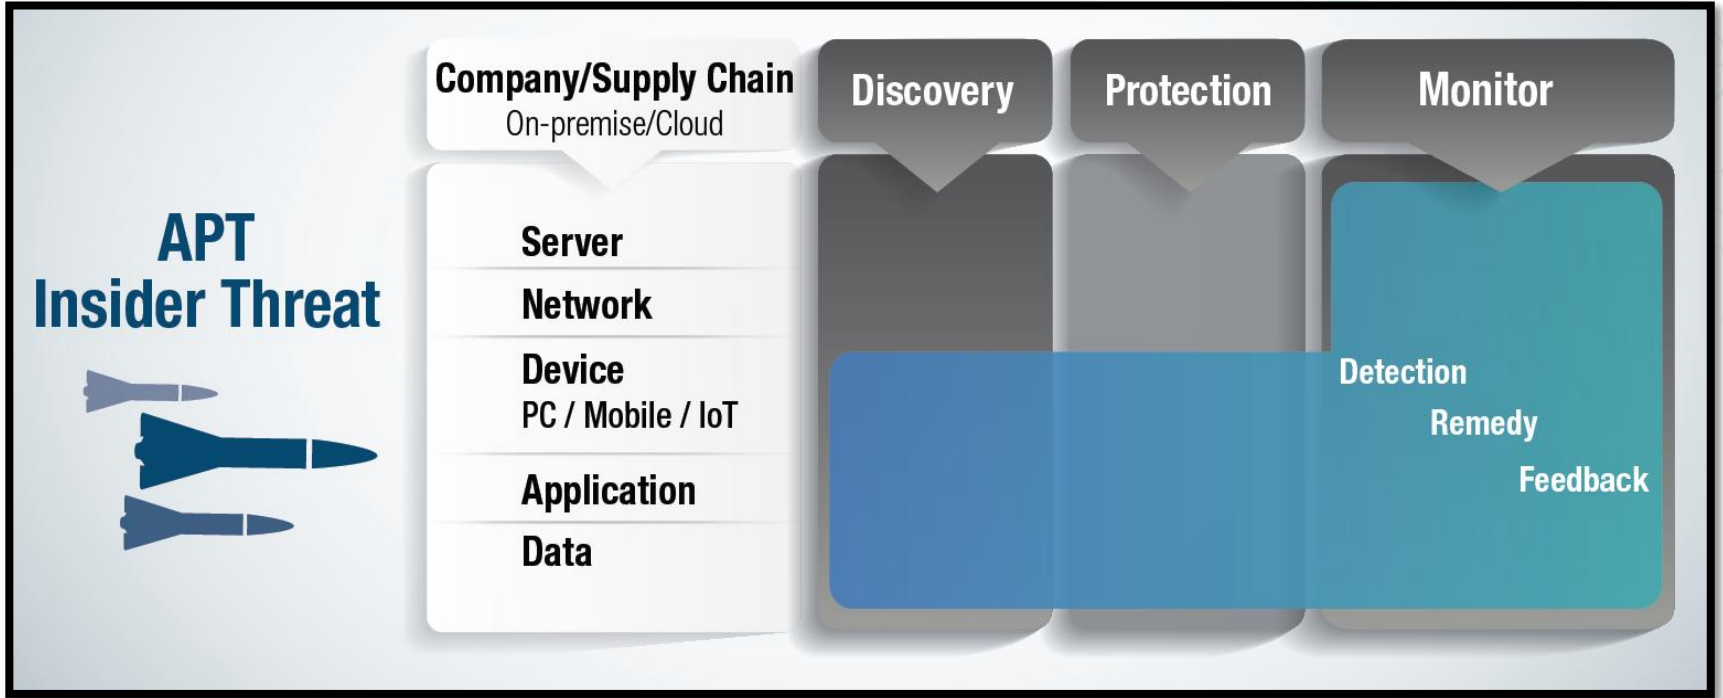 APT
Insider Threat
Company/Supply Chain
On-premise/Cloud
Server
Network
Device
PC / Mobile / IoT
Application
Data
Discovery
Protection
Monitor
Detection
Remedy
Feedback